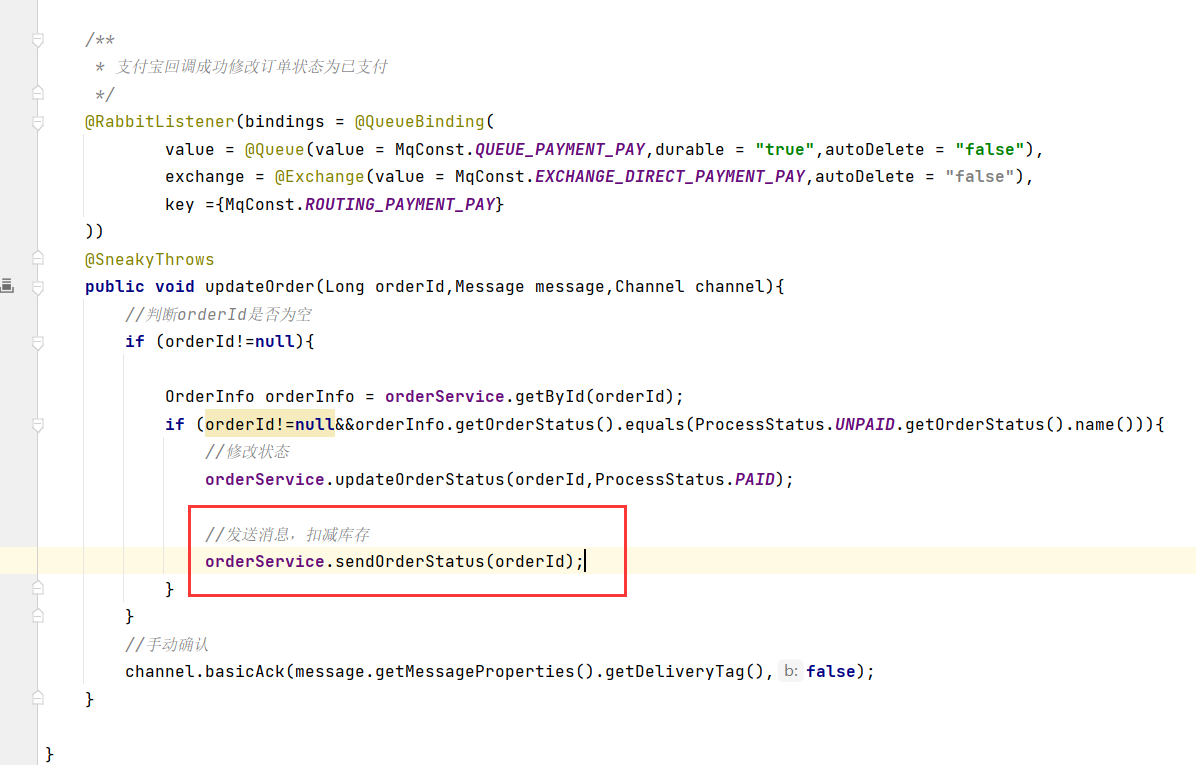 /**
 * 支付宝回调成功修改订单状态为已支付
 */
@RabbitListener(bindings = @QueueBinding(
        value = @Queue(value = MqConst.QUEUE_PAYMENT_PAY,durable = "true",autoDelete = "false"),
        exchange = @Exchange(value = MqConst.EXCHANGE_DIRECT_PAYMENT_PAY,autoDelete = "false"),
        key ={MqConst.ROUTING_PAYMENT_PAY}
))
@SneakyThrows
public void updateOrder(Long orderId,Message message,Channel channel){
    //判断orderId是否为空
    if (orderId!=null){
        OrderInfo orderInfo = orderService.getById(orderId);
        if (orderId!=null&&orderInfo.getOrderStatus().equals(ProcessStatus.UNPAID.getOrderStatus().name())){
            //修改状态
            orderService.updateOrderStatus(orderId,ProcessStatus.PAID);
            //发送消息，扣减库存
            orderService.sendOrderStatus(orderId);
        }
    }
    //手动确认
    channel.basicAck(message.getMessageProperties().getDeliveryTag(), b: false);
}
}